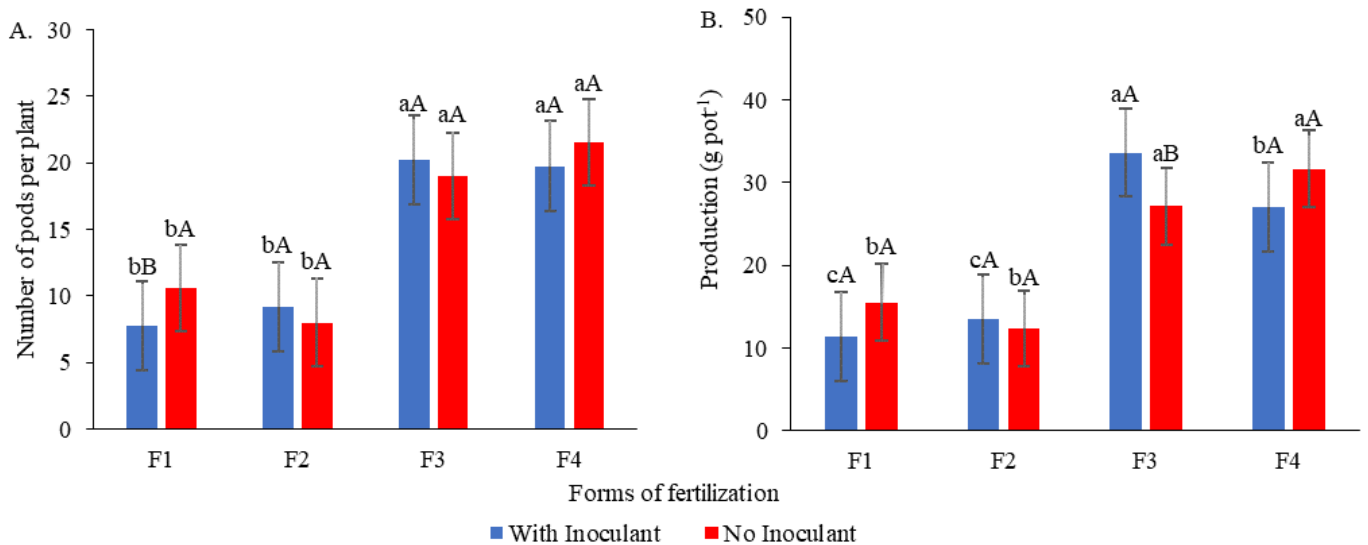 A.
Number of pods per plant
30
25
20
15
10
5
0
bB bA bA bA aA aA aA aA
F1 F2 F3 F4
B.
Production (g pot⁻¹)
50
40
30
20
10
0
cA bA cA bA aA aB bA aA
F1 F2 F3 F4
Forms of fertilization
With Inoculant No Inoculant